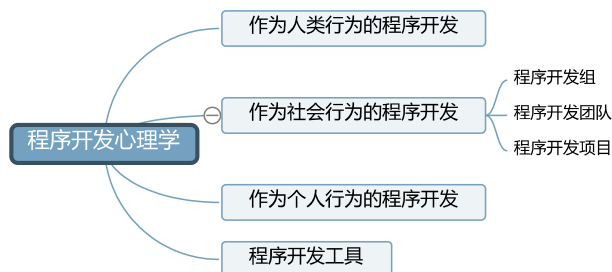 作为人类行为的程序开发
作为社会行为的程序开发
程序开发组
程序开发团队
程序开发项目
程序开发心理学
作为个人行为的程序开发
程序开发工具